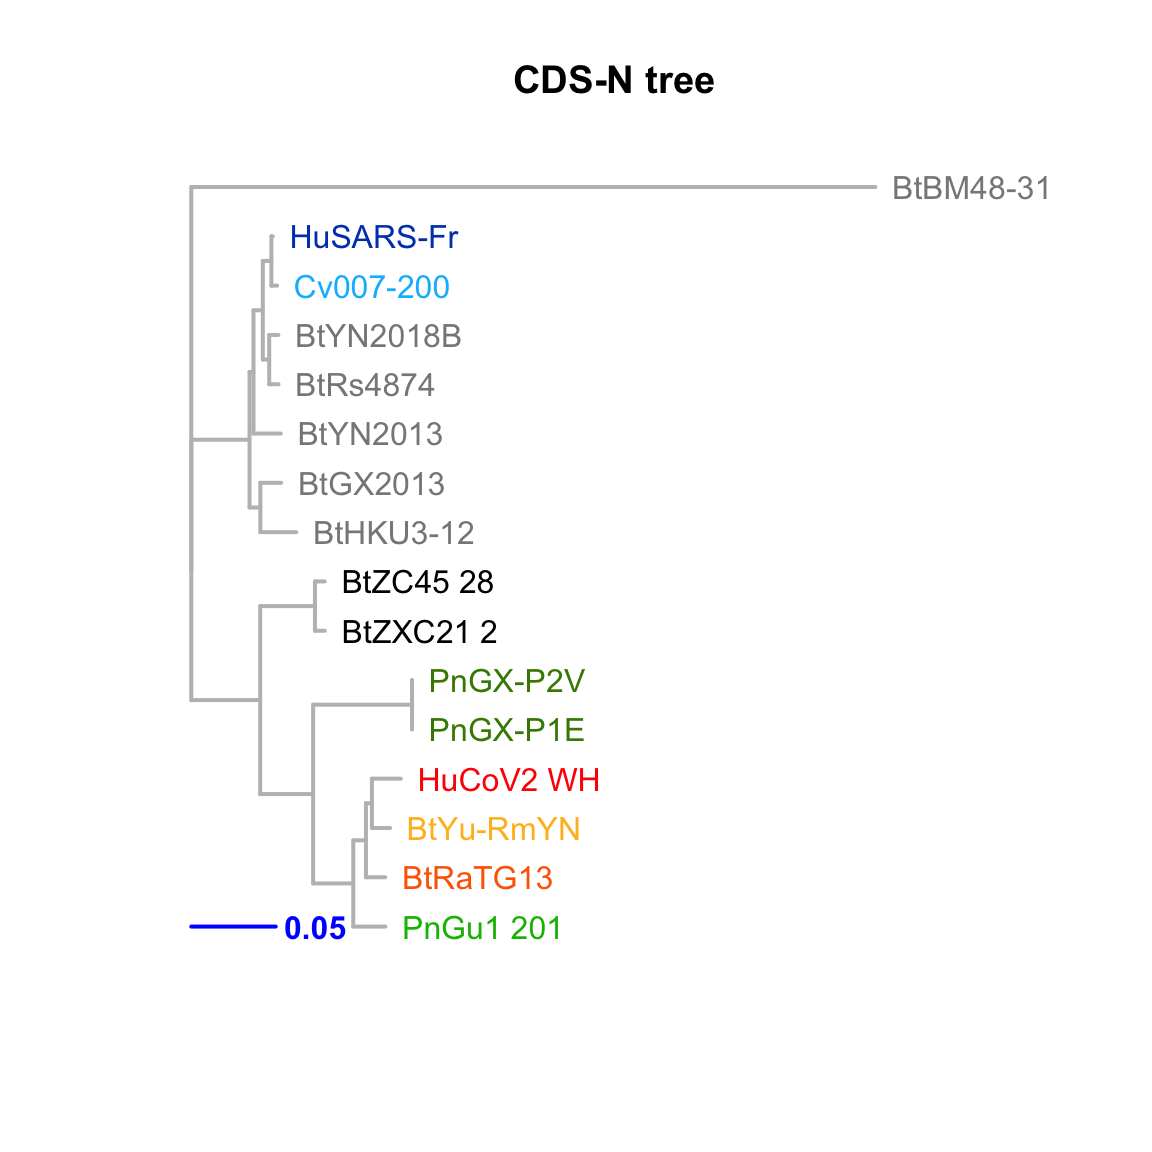 CDS-N tree
BtBM48-31
HuSARS-Fr
Cv007-200
BtYN2018B
BtRs4874
BtYN2013
BtGX2013
BtHKU3-12
BtZC45 28
BtZXC21 2
PnGX-P2V
PnGX-P1E
HuCoV2 WH
BtYu-RmYN
BtRaTG13
0.05 PnGu1 201